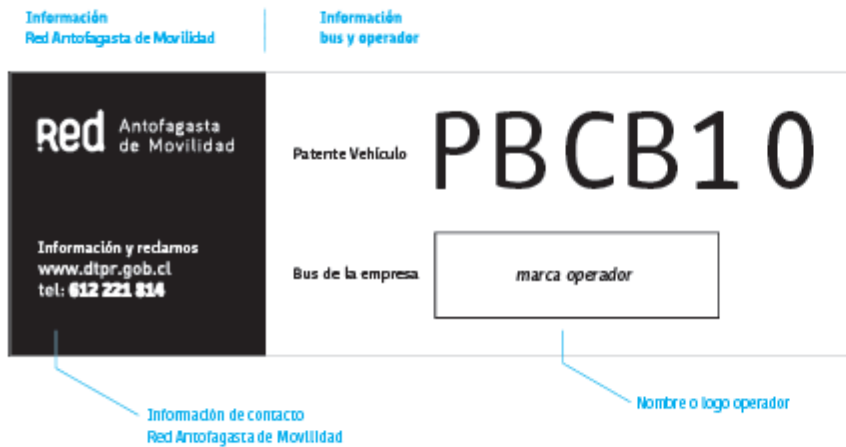 Información
Red Antofagasta de Movilidad
Información
bus y operador
Red Antofagasta
de Movilidad
Patente Vehículo
PBCB10
Información y reclamos
www.dtpr.gob.cl
tel: 612 221 814
Bus de la empresa
marca operador
Información de contacto
Red Antofagasta de Movilidad
Nombre o logo operador